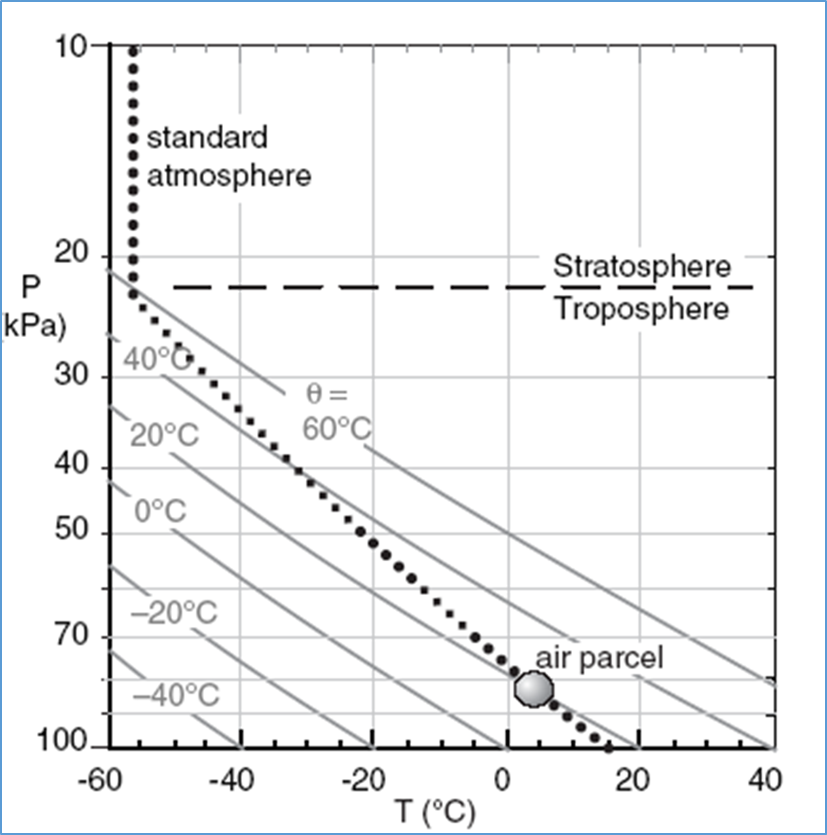 10
standard
atmosphere
20
Stratosphere
P
(kPa)
Troposphere
40°C
30
θ =
60°C
20°C
40
0°C
50
–20°C
70
air parcel
–40°C
100
-60 -40 -20 0 20 40
T (°C)